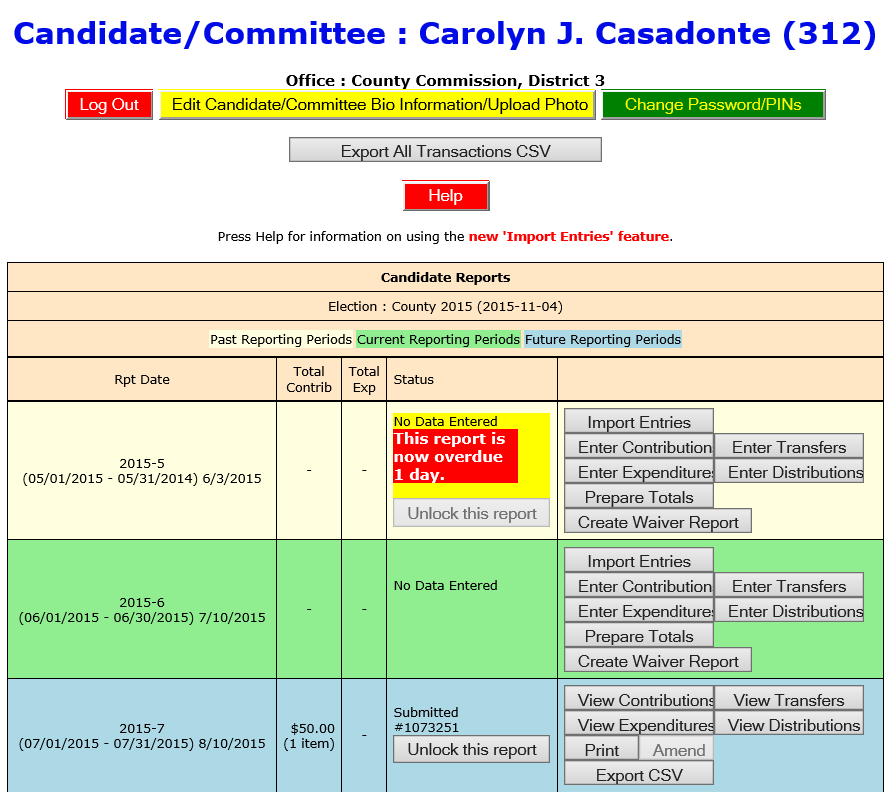 Candidate/Committee : Carolyn J. Casadonte (312)
Office : County Commission, District 3
Log Out Edit Candidate/Committee Bio Information/Upload Photo Change Password/PINs
Export All Transactions CSV
Help
Press Help for information on using the new 'Import Entries' feature.
Candidate Reports
Election : County 2015 (2015-11-04)
Past Reporting Periods Current Reporting Periods Future Reporting Periods
Rpt Date
Total
Contrib
Total
Exp
Status
2015-5
(05/01/2015 - 05/31/2014) 6/3/2015
-
-
No Data Entered
This report is
now overdue
1 day.
Unlock this report
Import Entries
Enter Contribution Enter Transfers
Enter Expenditures Enter Distributions
Prepare Totals
Create Waiver Report
2015-6
(06/01/2015 - 06/30/2015) 7/10/2015
-
-
No Data Entered
Import Entries
Enter Contribution Enter Transfers
Enter Expenditures Enter Distributions
Prepare Totals
Create Waiver Report
2015-7
(07/01/2015 - 07/31/2015) 8/10/2015
$50.00
(1 item)
-
Submitted
#1073251
Unlock this report
View Contributions View Transfers
View Expenditures View Distributions
Print Amend
Export CSV